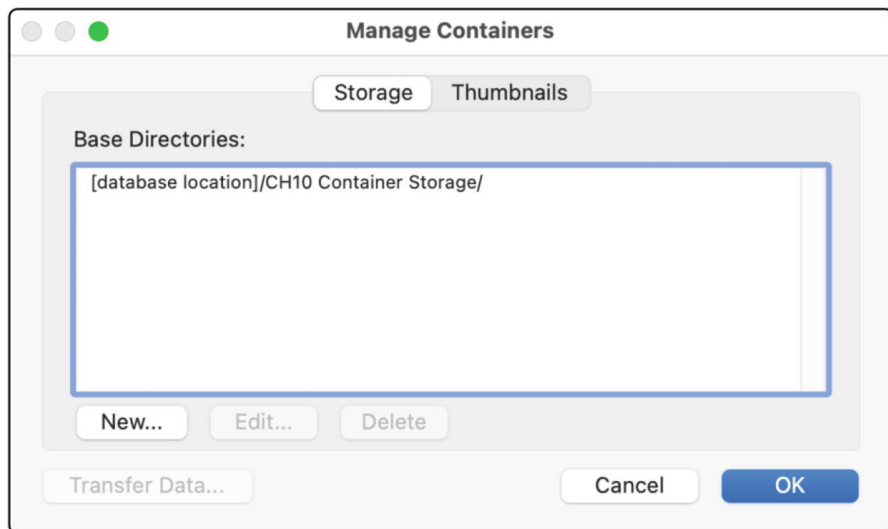 Manage Containers
Storage Thumbnails
Base Directories:
[database location]/CH10 Container Storage/
New... Edit... Delete
Transfer Data... Cancel OK